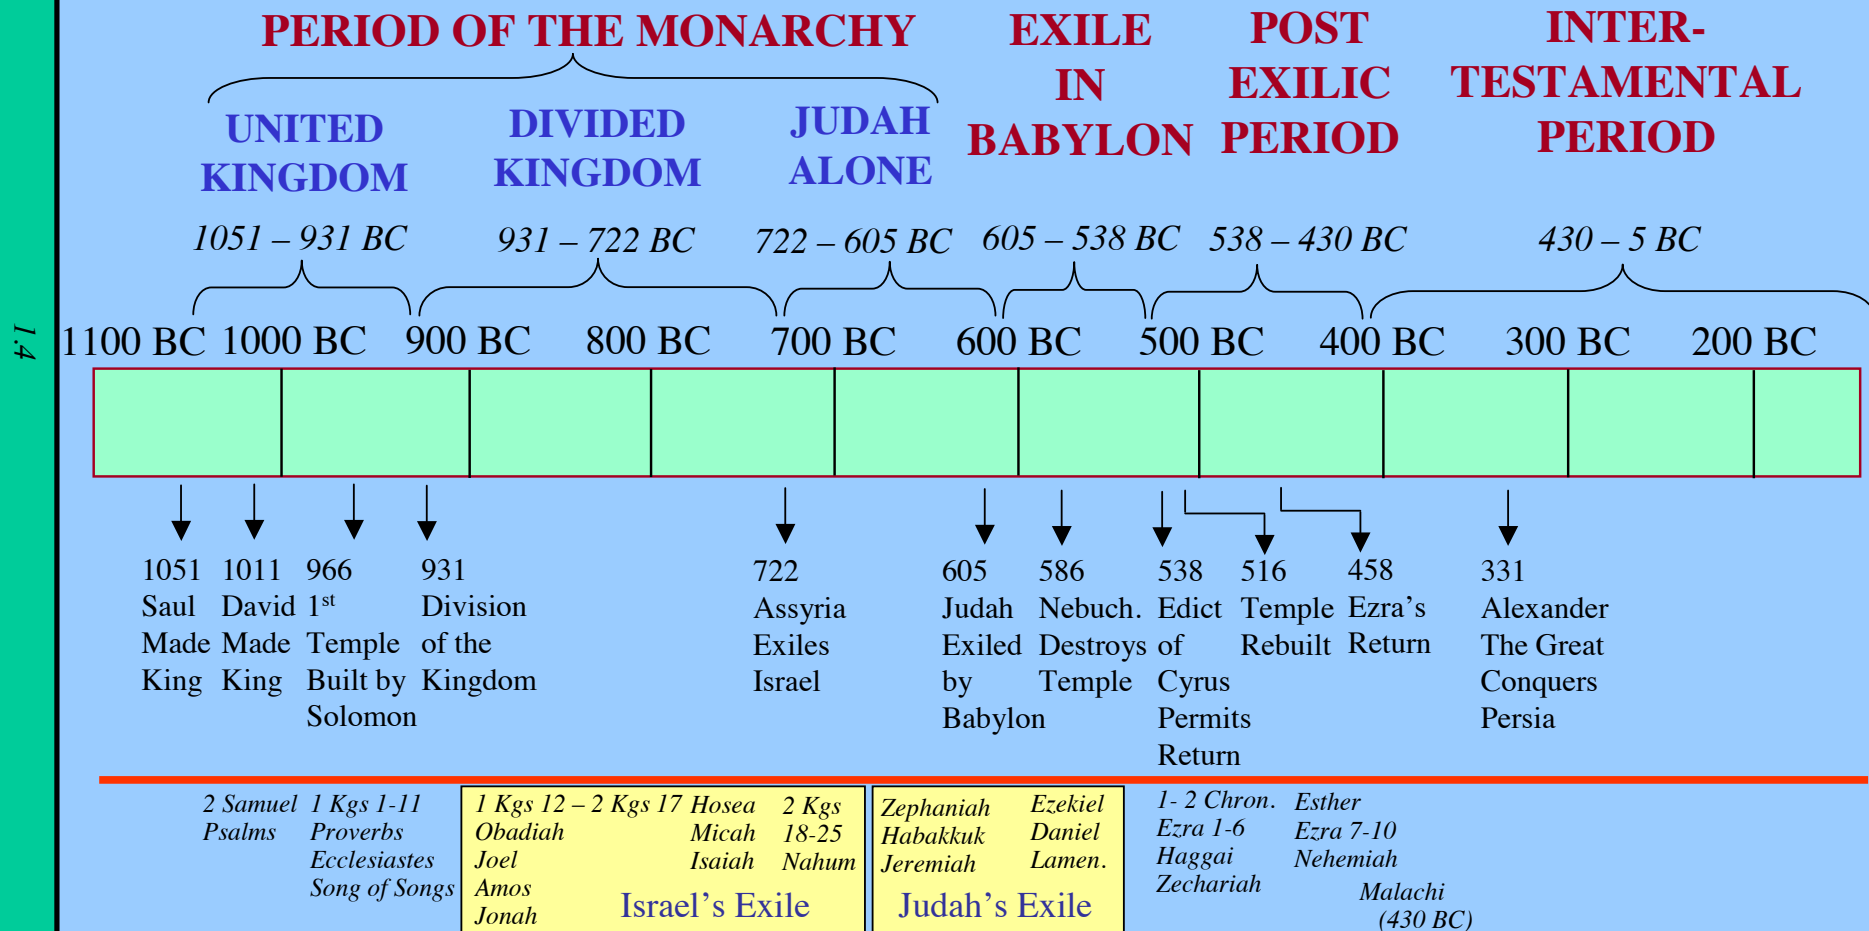 PERIOD OF THE MONARCHY
EXILE
IN
BABYLON
POST
EXILIC
PERIOD
INTER-
TESTAMENTAL
PERIOD
UNITED
KINGDOM
DIVIDED
KINGDOM
JUDAH
ALONE
1051 – 931 BC
931 – 722 BC
722 – 605 BC
605 – 538 BC
538 – 430 BC
430 – 5 BC
1.4
1100 BC 1000 BC 900 BC 800 BC 700 BC 600 BC 500 BC 400 BC 300 BC 200 BC
1051
Saul
Made
King
1011
David
Made
King
966
1st
Temple
Built by
Solomon
931
Division
of the
Kingdom
722
Assyria
Exiles
Israel
605
Judah
Exiled
by
Babylon
586
Nebuch.
Destroys
Temple
538
Edict
of
Cyrus
Permits
Return
516
Temple
Rebuilt
458
Ezra's
Return
331
Alexander
The Great
Conquers
Persia
2 Samuel
Psalms
1 Kgs 1-11
Proverbs
Ecclesiastes
Song of Songs
1 Kgs 12 – 2 Kgs 17
Obadiah
Joel
Amos
Jonah
Hosea
Micah
Isaiah
2 Kgs
18-25
Nahum
Israel's Exile
Zephaniah
Habakkuk
Jeremiah
Ezekiel
Daniel
Lamen.
Judah's Exile
1- 2 Chron.
Ezra 1-6
Haggai
Zechariah
Esther
Ezra 7-10
Nehemiah
Malachi
(430 BC)